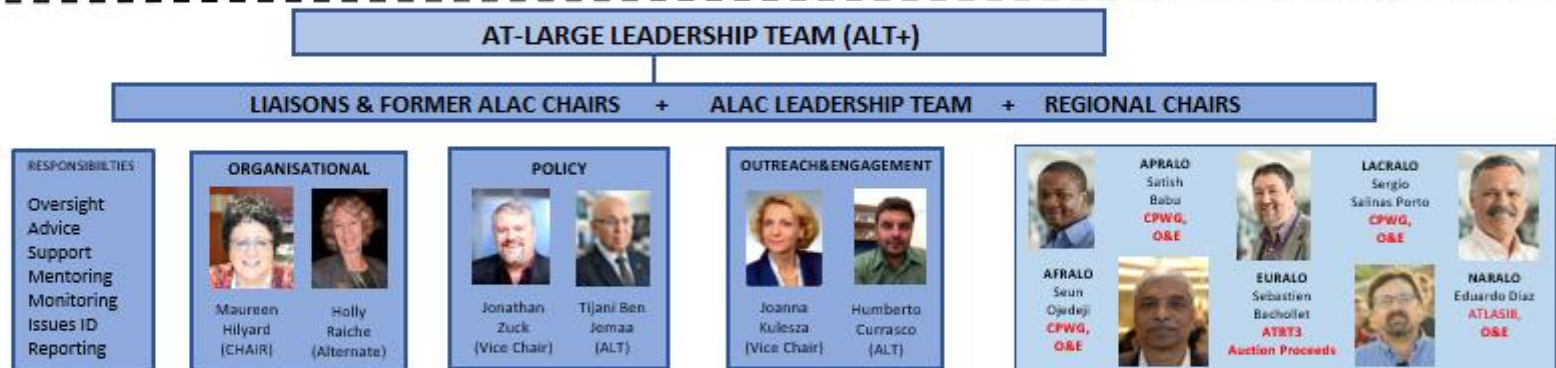 AT-LARGE LEADERSHIP TEAM (ALT+)
LIAISONS & FORMER ALAC CHAIRS + ALAC LEADERSHIP TEAM + REGIONAL CHAIRS
RESPONSIBIILTIES
Oversight
Advice
Support
Mentoring
Monitoring
Issues ID
Reporting
ORGANISATIONAL
Maureen
Hilyard
(CHAIR)
Holly
Raiche
(Alternate)
POLICY
Jonathan
Zuck
(Vice Chair)
Tijani Ben
Jemaa
(ALT)
OUTREACH&ENGAGEMENT
Joanna
Kulesza
(Vice Chair)
Humberto
Currasco
(ALT)
APRALO
Satish
Babu
CPWG,
O&E
LACRALO
Sergio
Salinas Porto
CPWG,
O&E
AFRALO
Seun
Ojedeji
CPWG,
O&E
EURALO
Sebastien
Bachollet
ATRT3
Auction Proceeds
NARALO
Eduardo Diaz
ATLASIII,
O&E